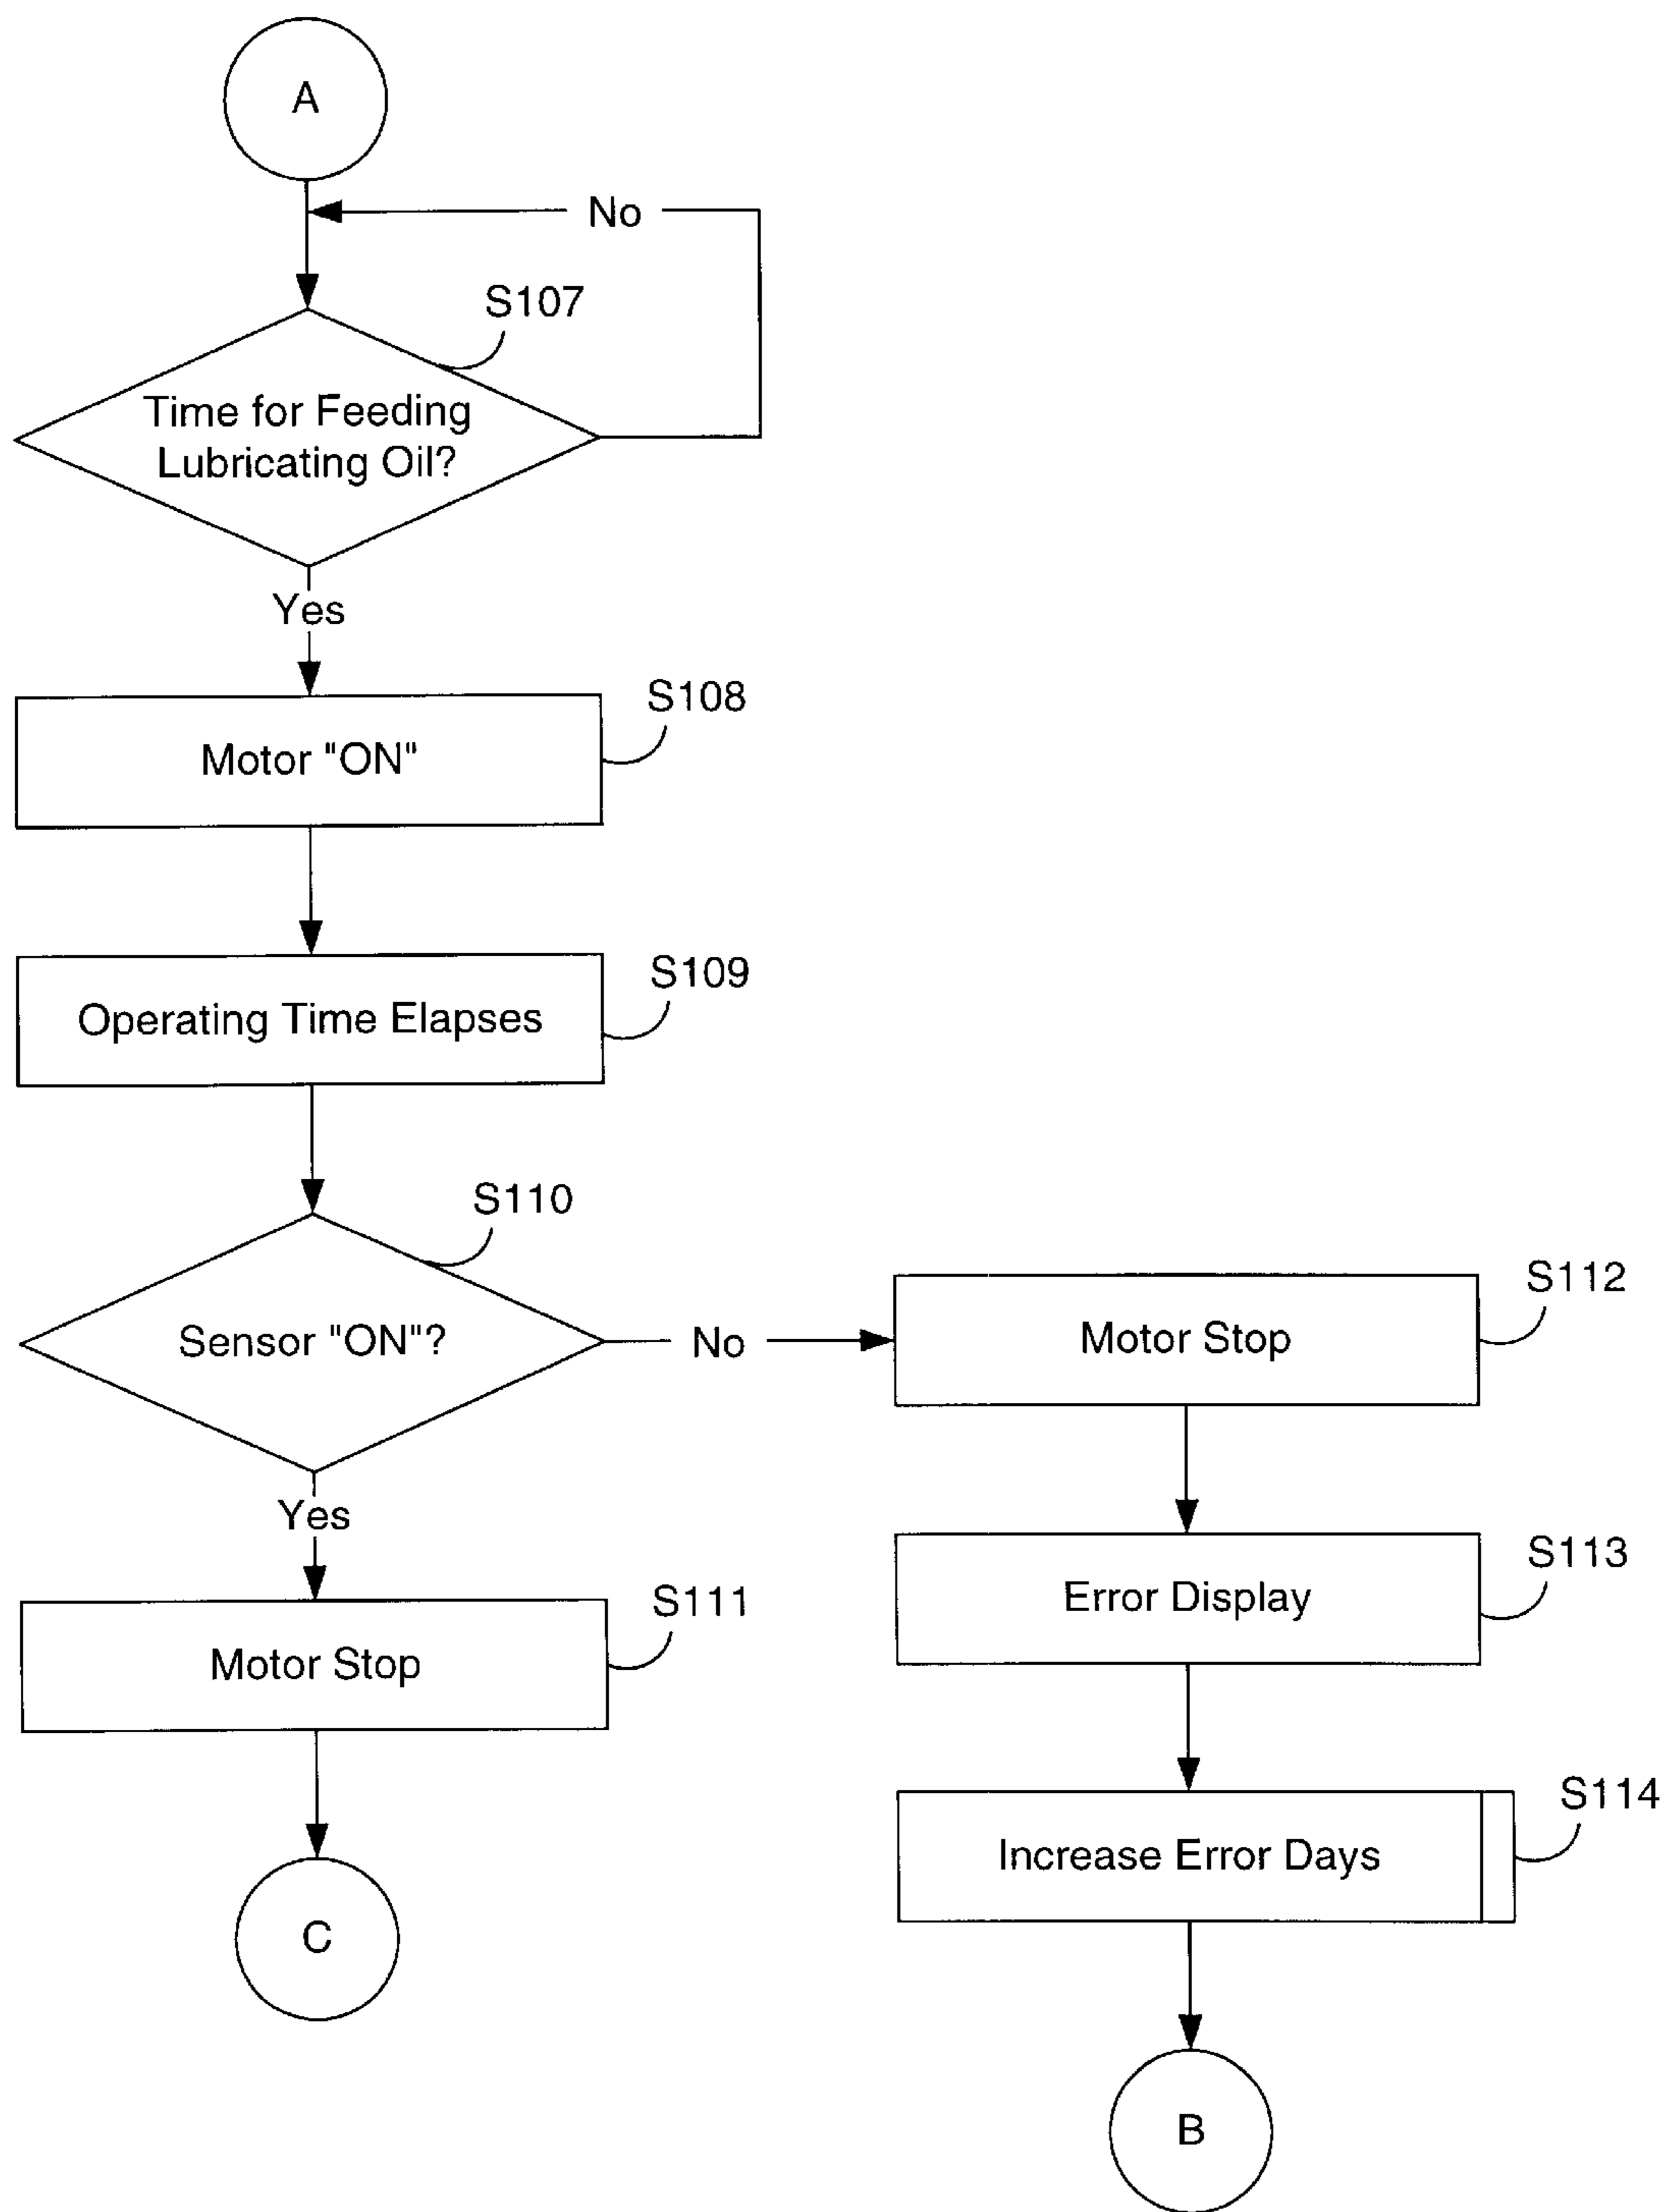 A
No
S107
Time for Feeding
Lubricating Oil?
Yes
S108
Motor "ON"
S109
Operating Time Elapses
S110
Sensor "ON"?
No
S112
Motor Stop
Yes
S111
Motor Stop
S113
Error Display
S114
Increase Error Days
C
B